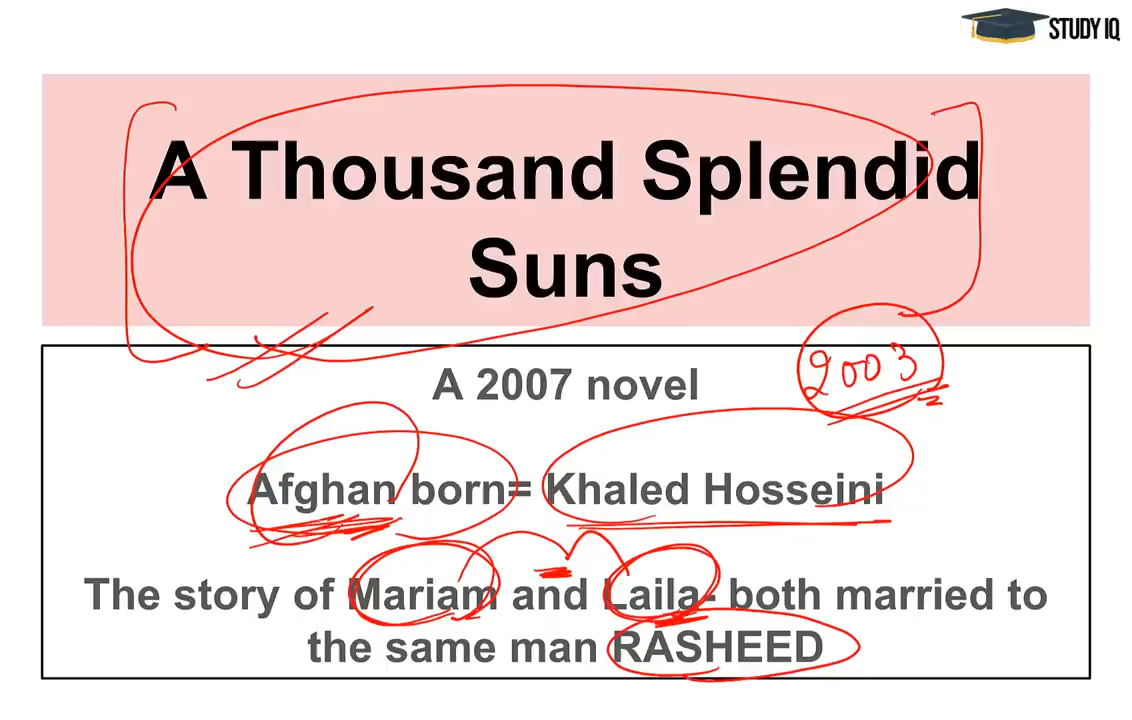 STUDY IQ
A Thousand Splendid
Suns
2003
A 2007 novel
Afghan born= Khaled Hosseini
The story of Mariam and Laila- both married to
the same man RASHEED